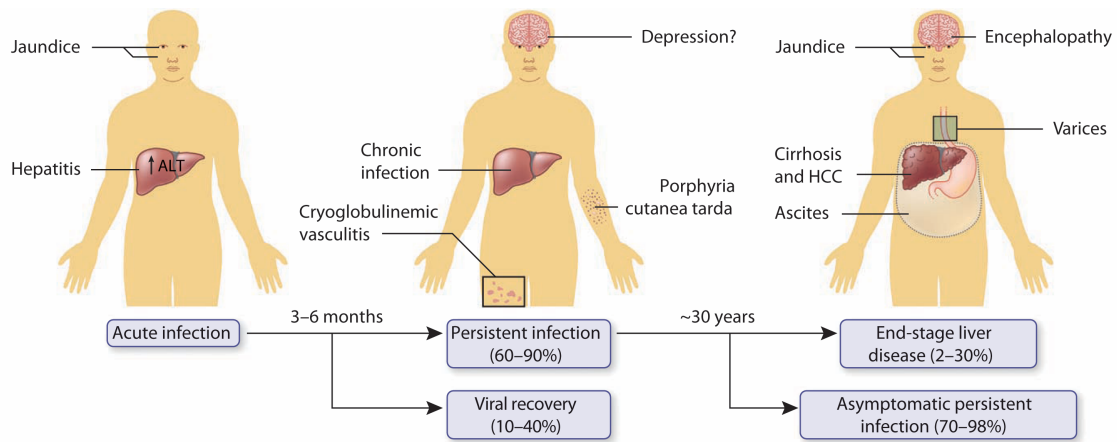 Jaundice
Hepatitis
↑ ALT
Depression?
Chronic
infection
Cryoglobulinemic
vasculitis
Porphyria
cutanea tarda
Jaundice
Encephalopathy
Varices
Cirrhosis
and HCC
Ascites
Acute infection
3–6 months
Persistent infection
(60–90%)
Viral recovery
(10–40%)
~30 years
End-stage liver
disease (2–30%)
Asymptomatic persistent
infection (70–98%)